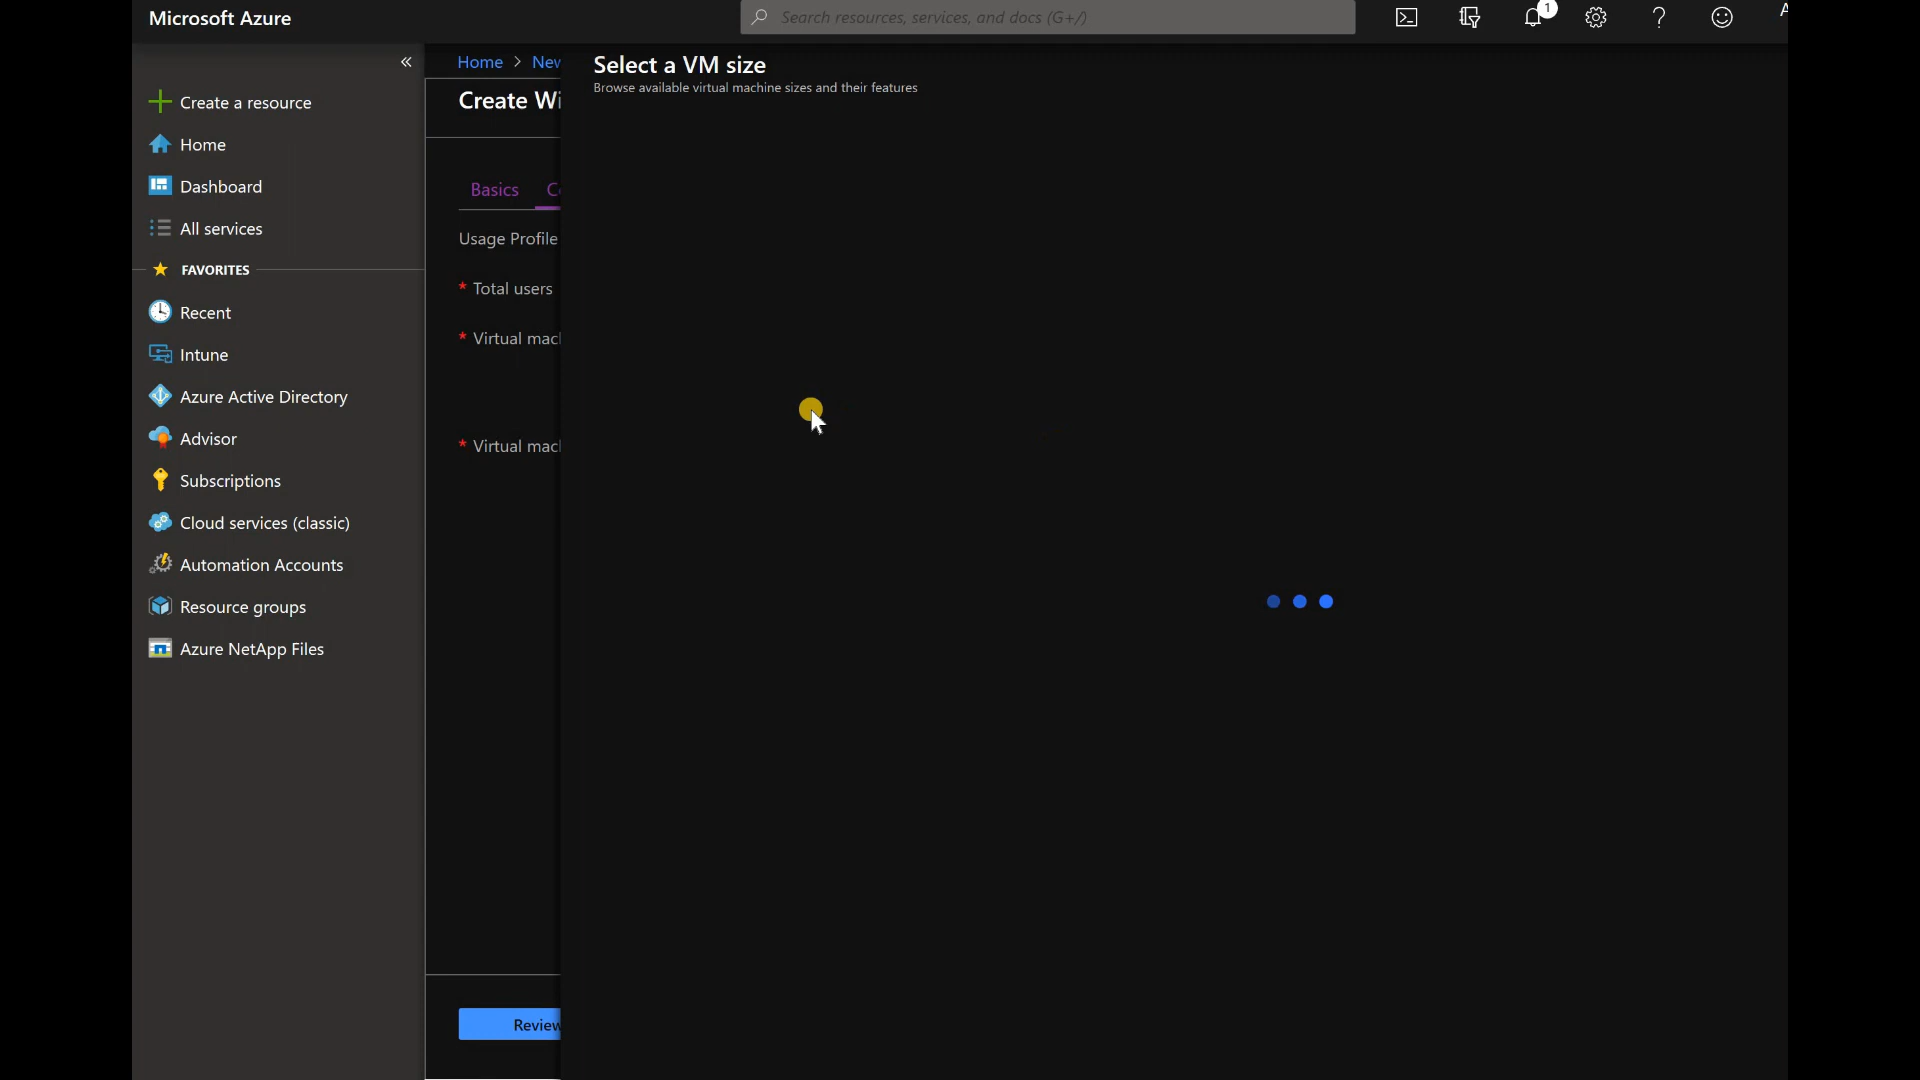 Microsoft Azure
Search resources, services, and docs (G+/)
1
«
Create a resource
Home
Dashboard
All services
FAVORITES
Recent
Intune
Azure Active Directory
Advisor
Subscriptions
Cloud services (classic)
Automation Accounts
Resource groups
Azure NetApp Files
Home > New
Create Wi
Basics
Usage Profile
* Total users
* Virtual mac
* Virtual mac
Review
Select a VM size
Browse available virtual machine sizes and their features